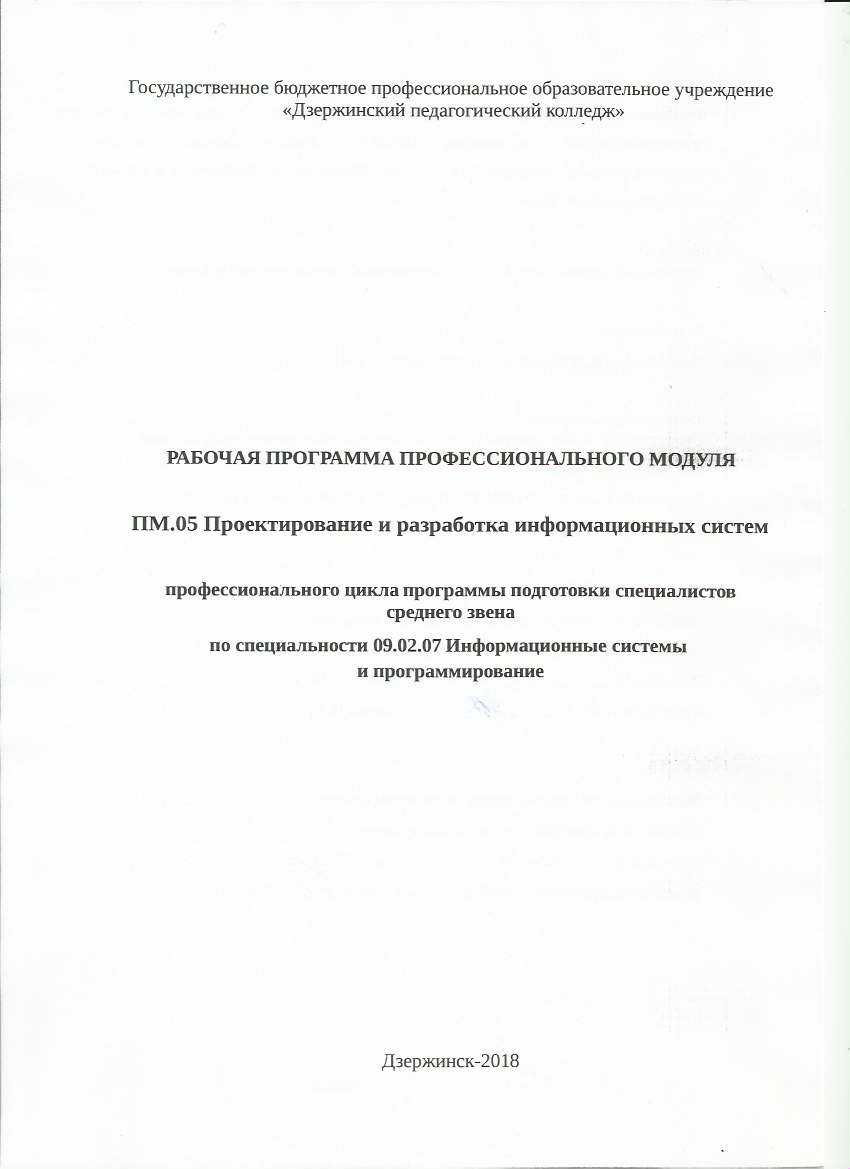 Государственное бюджетное профессиональное образовательное учреждение
«Дзержинский педагогический колледж»
РАБОЧАЯ ПРОГРАММА ПРОФЕССИОНАЛЬНОГО МОДУЛЯ
ПМ.05 Проектирование и разработка информационных систем
профессионального цикла программы подготовки специалистов
среднего звена
по специальности 09.02.07 Информационные системы
и программирование
Дзержинск-2018